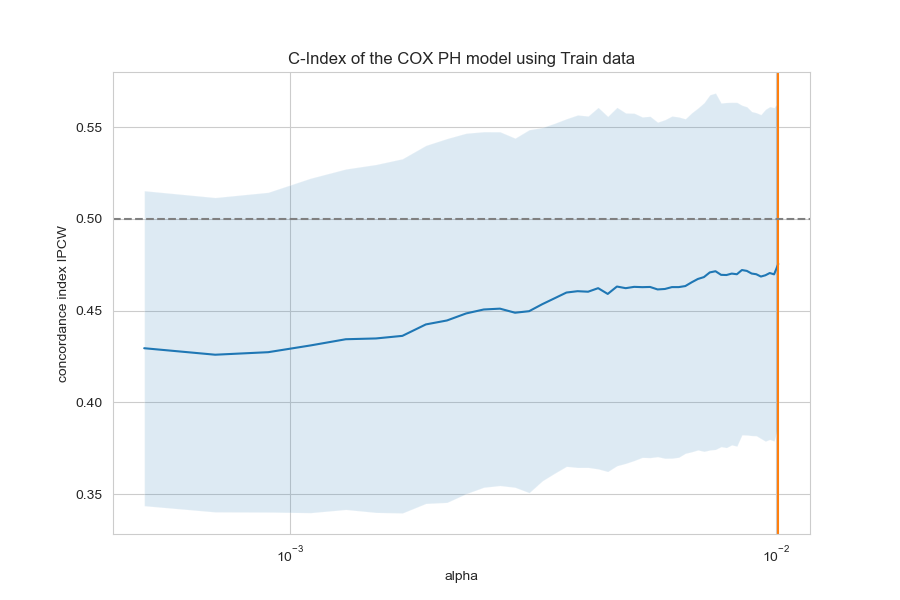 C-Index of the COX PH model using Train data
concordance index IPCW
0.55
0.50
0.45
0.40
0.35
10⁻³
10⁻²
alpha